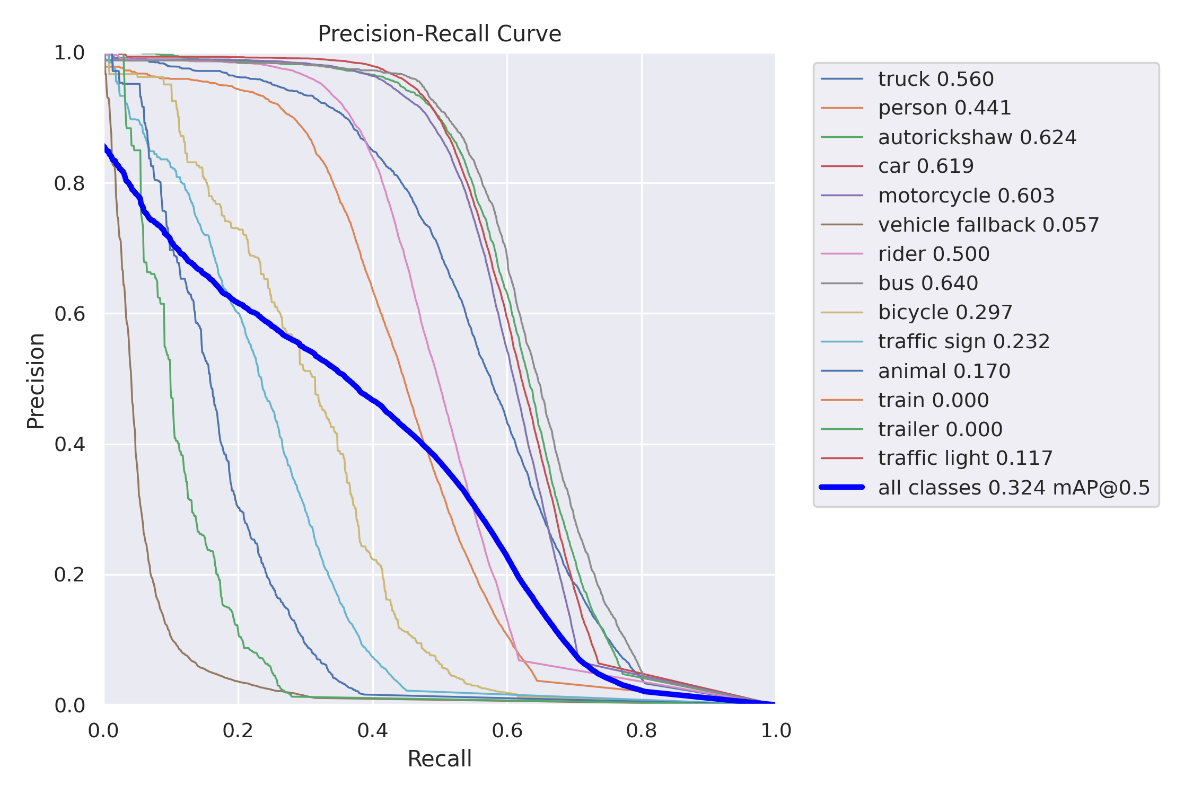 Precision-Recall Curve
1.0
0.8
0.6
0.4
0.2
0.0
Precision
0.0 0.2 0.4 0.6 0.8 1.0
Recall
truck 0.560
person 0.441
autorickshaw 0.624
car 0.619
motorcycle 0.603
vehicle fallback 0.057
rider 0.500
bus 0.640
bicycle 0.297
traffic sign 0.232
animal 0.170
train 0.000
trailer 0.000
traffic light 0.117
all classes 0.324 mAP@0.5